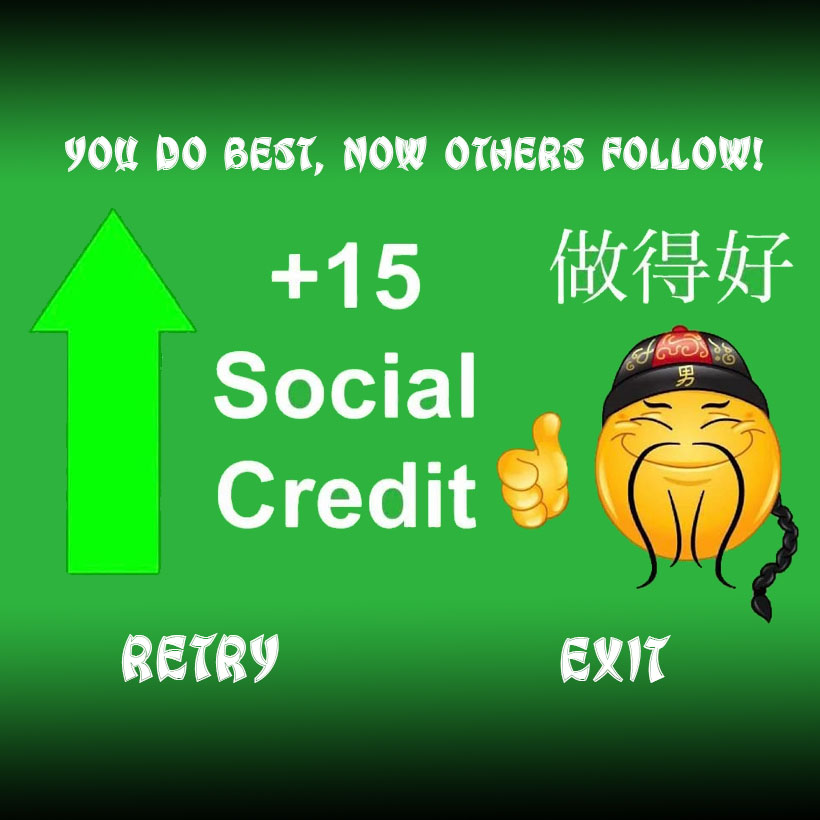 YOU DO BEST, NOW OTHERS FOLLOW!
+15
Social
Credit
做得好
男
RETRY
EXIT